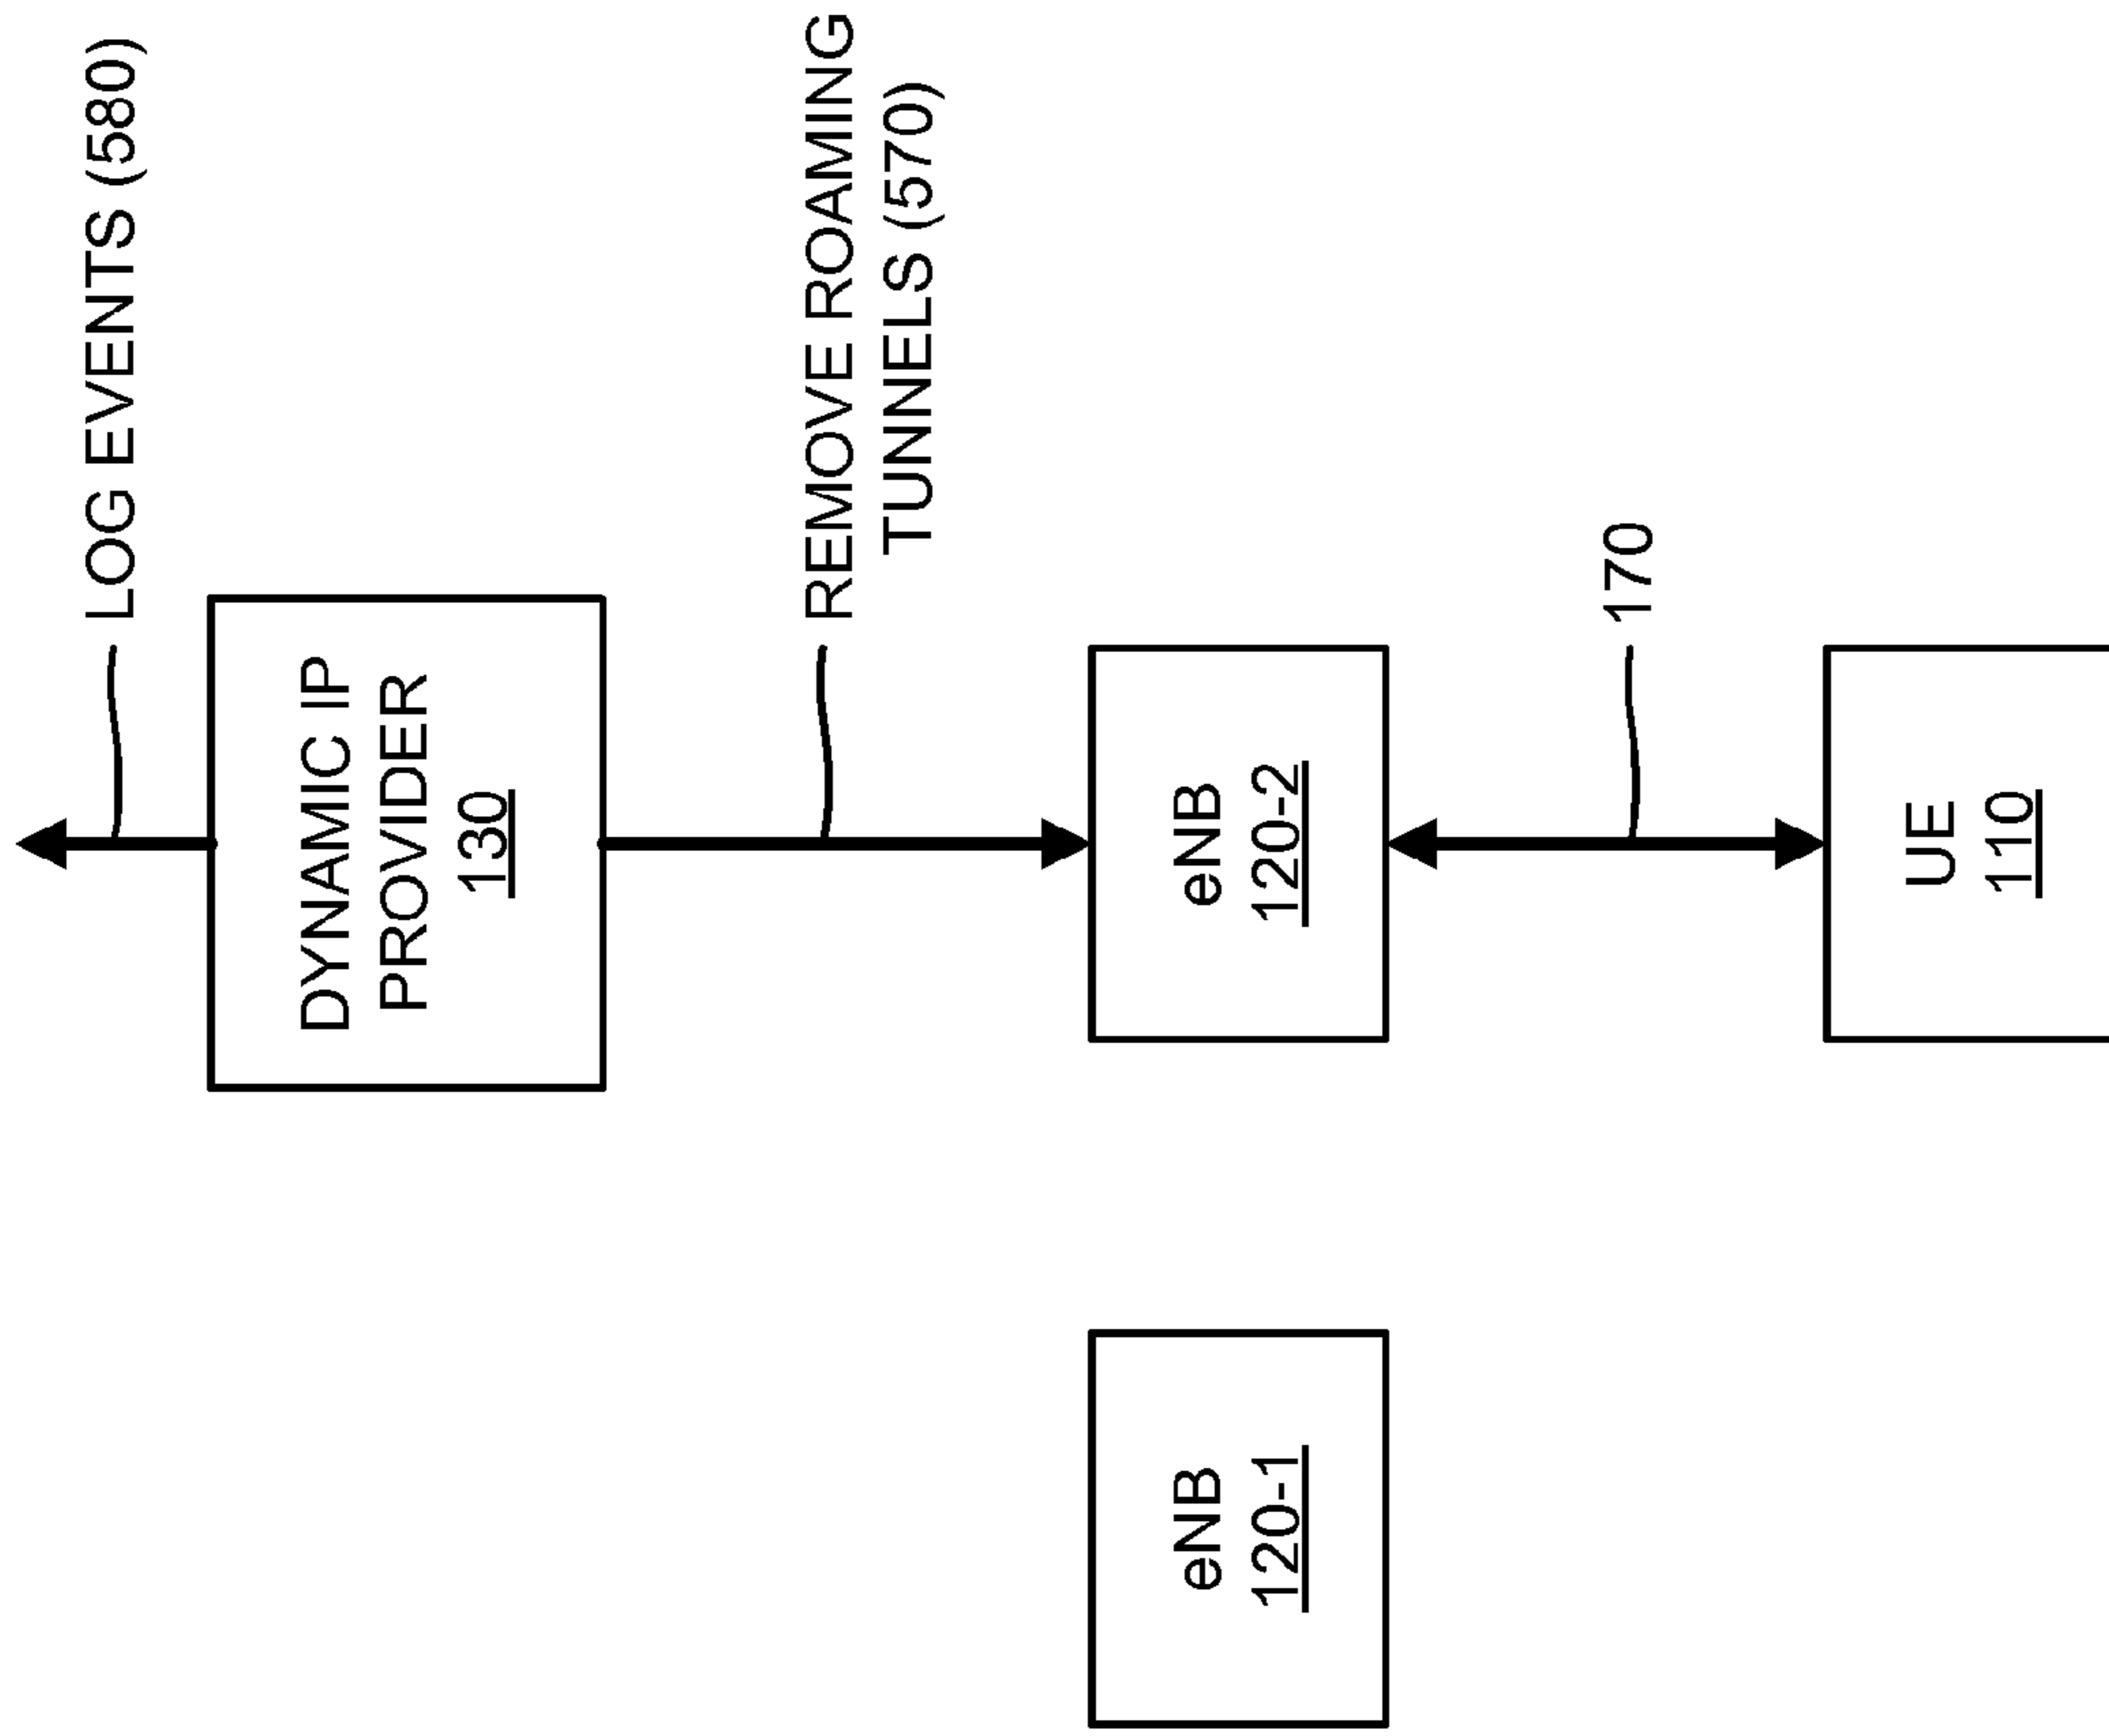 LOG EVENTS (580)
DYNAMIC IP
PROVIDER
130
REMOVE ROAMING
TUNNELS (570)
eNB
120-1
eNB
120-2
170
UE
110